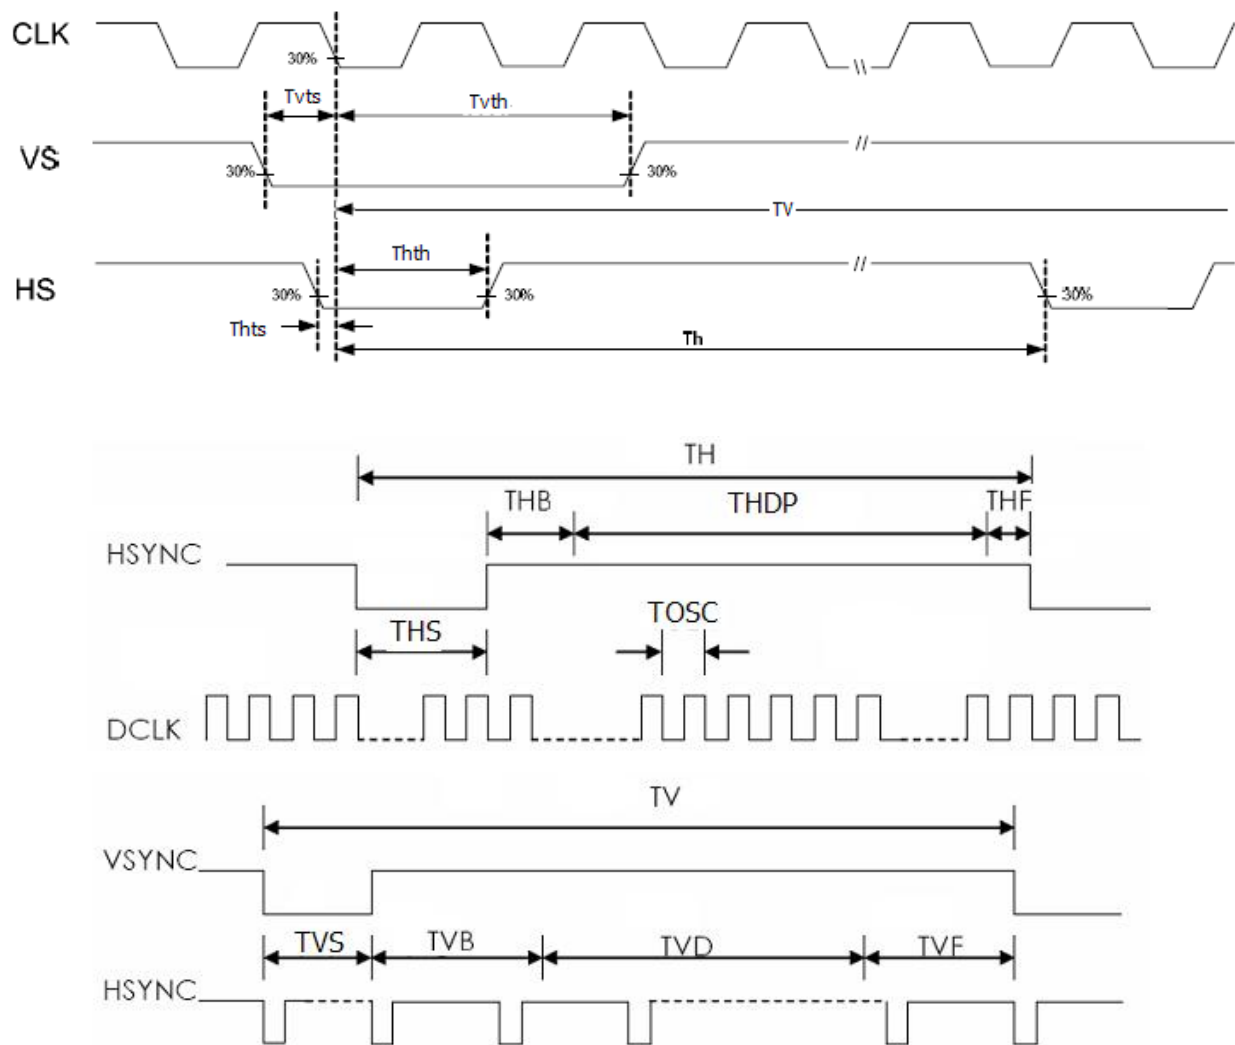 CLK
30%
Tvts
Tvth
VS
30%
30%
TV
Thth
HS
30%
30%
30%
Thts
Th
TH
THB
THDP
THF
HSYNC
THS
TOSC
DCLK
TV
VSYNC
TVS
TVB
TVD
TVF
HSYNC